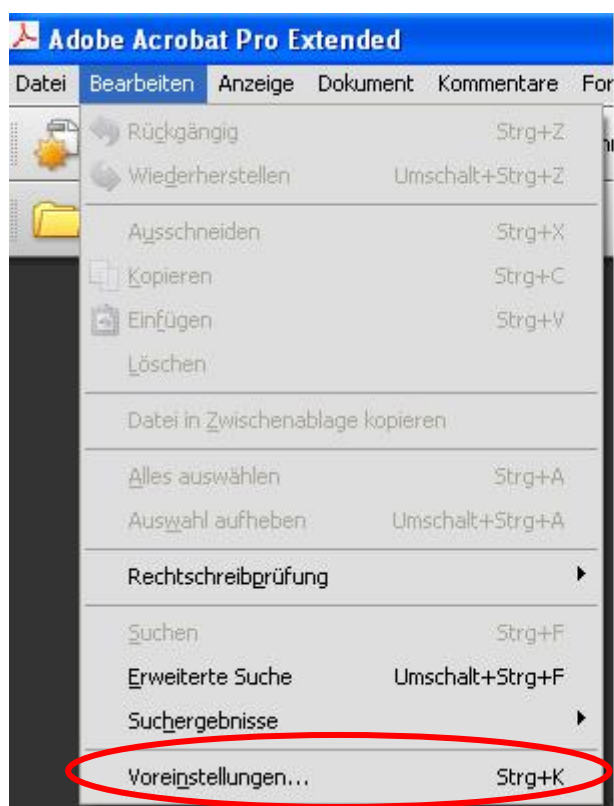 Adobe Acrobat Pro Extended
Datei Bearbeiten Anzeige Dokument Kommentare
Rückgängig Strg+Z
Wiederherstellen Umschalt+Strg+Z
Ausschneiden Strg+X
Kopieren Strg+C
Einfügen Strg+V
Löschen
Datei in Zwischenablage kopieren
Alles auswählen Strg+A
Auswahl aufheben Umschalt+Strg+A
Rechtschreibprüfung
Suchen Strg+F
Erweiterte Suche Umschalt+Strg+F
Suchergebnisse
Voreinstellungen... Strg+K